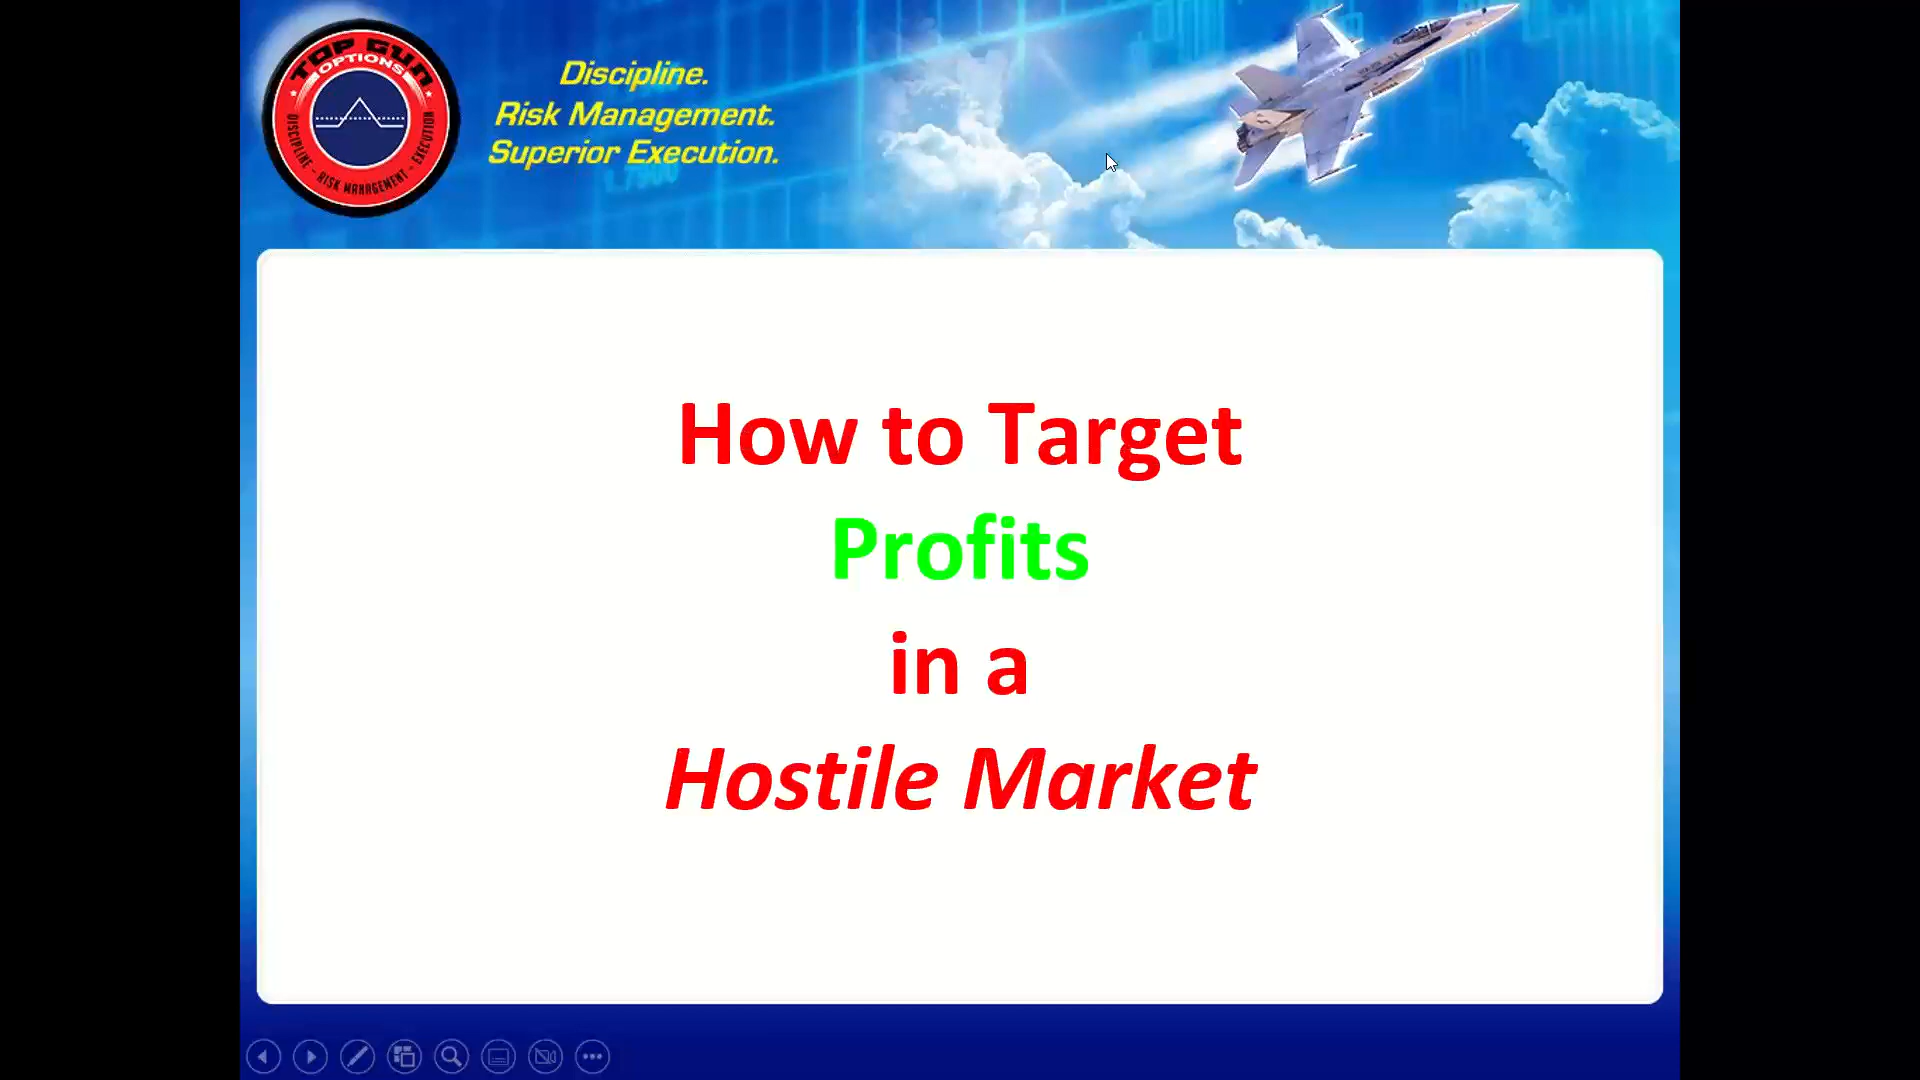 TOP GUN
OPTIONS
DISCIPLINE - RISK MANAGEMENT - EXECUTION
Discipline.
Risk Management.
Superior Execution.
How to Target
Profits
in a
Hostile Market